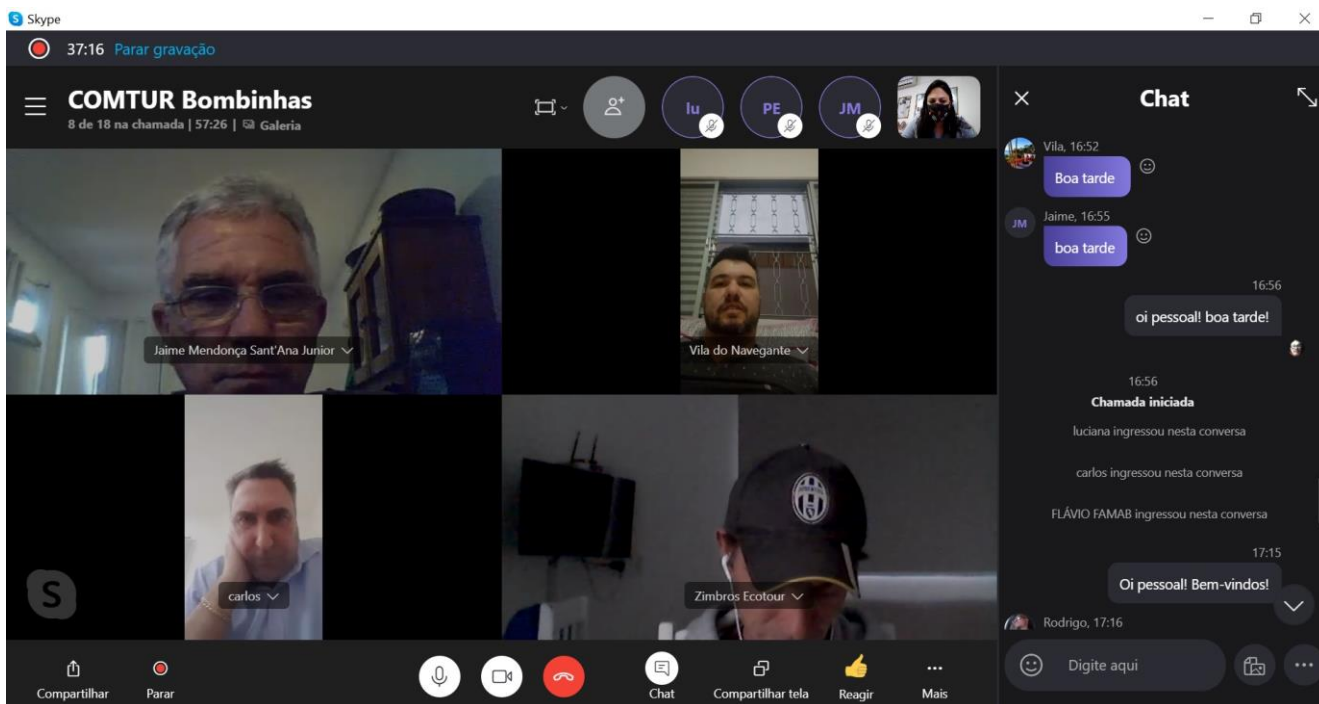 Skype
37:16 Parar gravação
COMTUR Bombinhas
8 de 18 na chamada | 57:26 | Galeria
lu
PE
JM
Jaime Mendonça Sant'Ana Junior
Vila do Navegante
carlos
Zimbros Ecotour
Compartilhar
Parar
Chat
Compartilhar tela
Reagir
Mais
Chat
Vila, 16:52
Boa tarde
JM
Jaime, 16:55
boa tarde
16:56
oi pessoal! boa tarde!
16:56
Chamada iniciada
luciana ingressou nesta conversa
carlos ingressou nesta conversa
FLÁVIO FAMAB ingressou nesta conversa
17:15
Oi pessoal! Bem-vindos!
Rodrigo, 17:16
Digite aqui